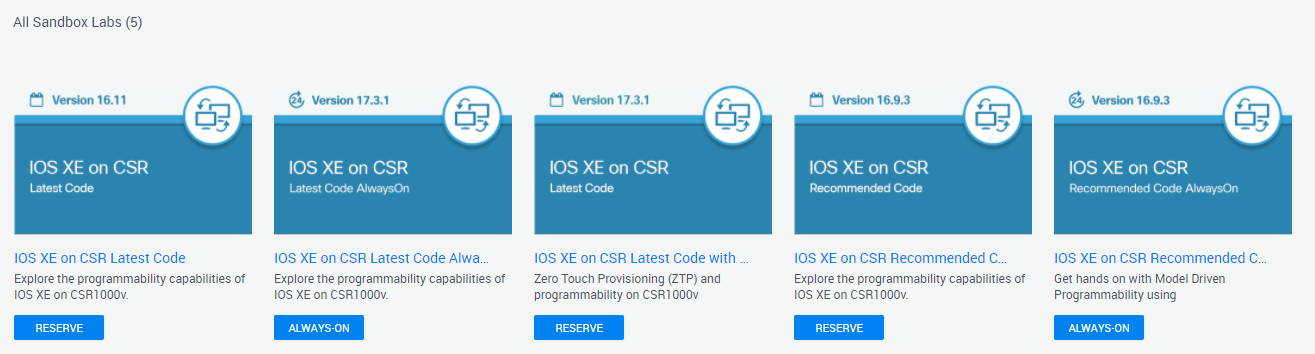 All Sandbox Labs (5)
Version 16.11
IOS XE on CSR
Latest Code
IOS XE on CSR Latest Code
Explore the programmability capabilities of
IOS XE on CSR1000v.
RESERVE
24
Version 17.3.1
IOS XE on CSR
Latest Code AlwaysOn
IOS XE on CSR Latest Code Alwa...
Explore the programmability capabilities of
IOS XE on CSR1000v.
ALWAYS-ON
Version 17.3.1
IOS XE on CSR
Latest Code
IOS XE on CSR Latest Code with ...
Zero Touch Provisioning (ZTP) and
programmability on CSR1000v
RESERVE
Version 16.9.3
IOS XE on CSR
Recommended Code
IOS XE on CSR Recommended C...
Explore the programmability capabilities of
IOS XE on CSR1000v.
RESERVE
24
Version 16.9.3
IOS XE on CSR
Recommended Code AlwaysOn
IOS XE on CSR Recommended C...
Get hands on with Model Driven
Programmability using
ALWAYS-ON